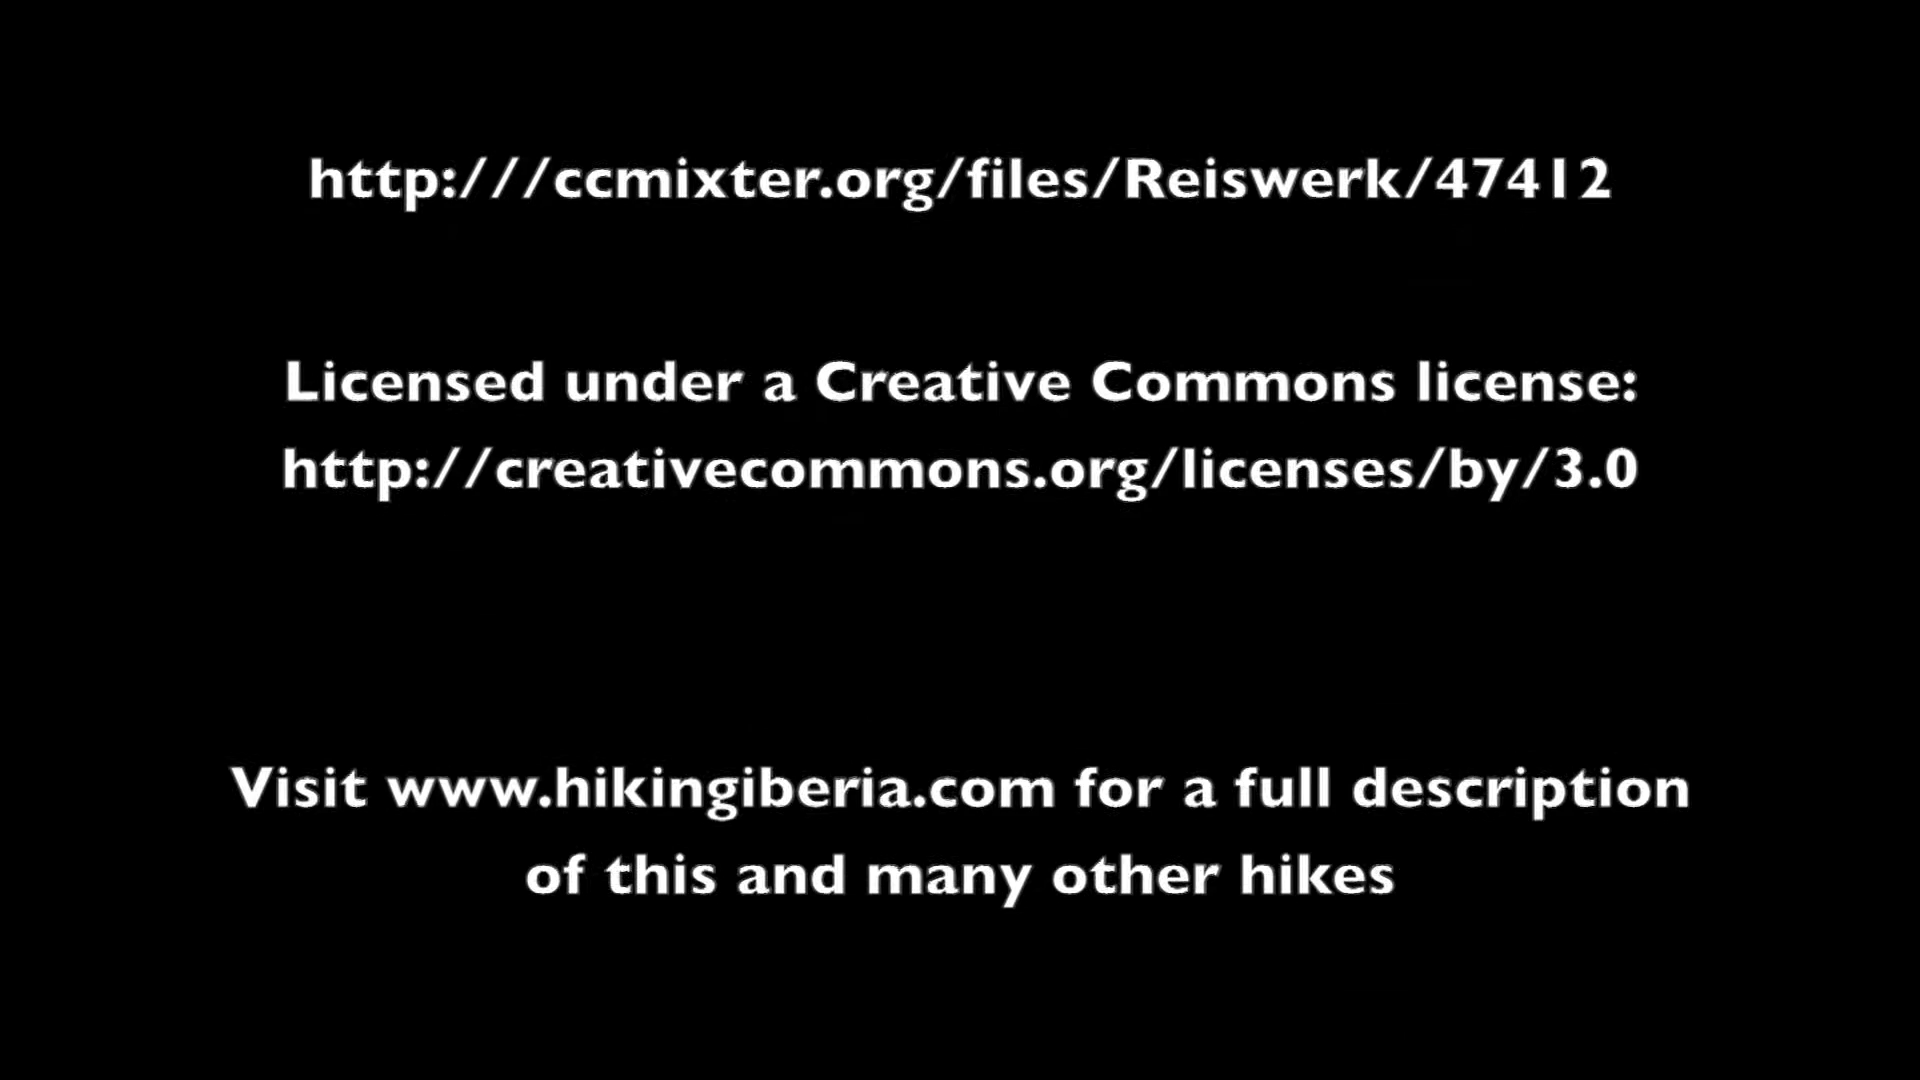 http:///ccmixter.org/files/Reiswerk/47412
Licensed under a Creative Commons license:
http://creativecommons.org/licenses/by/3.0
Visit www.hikingiberia.com for a full description
of this and many other hikes